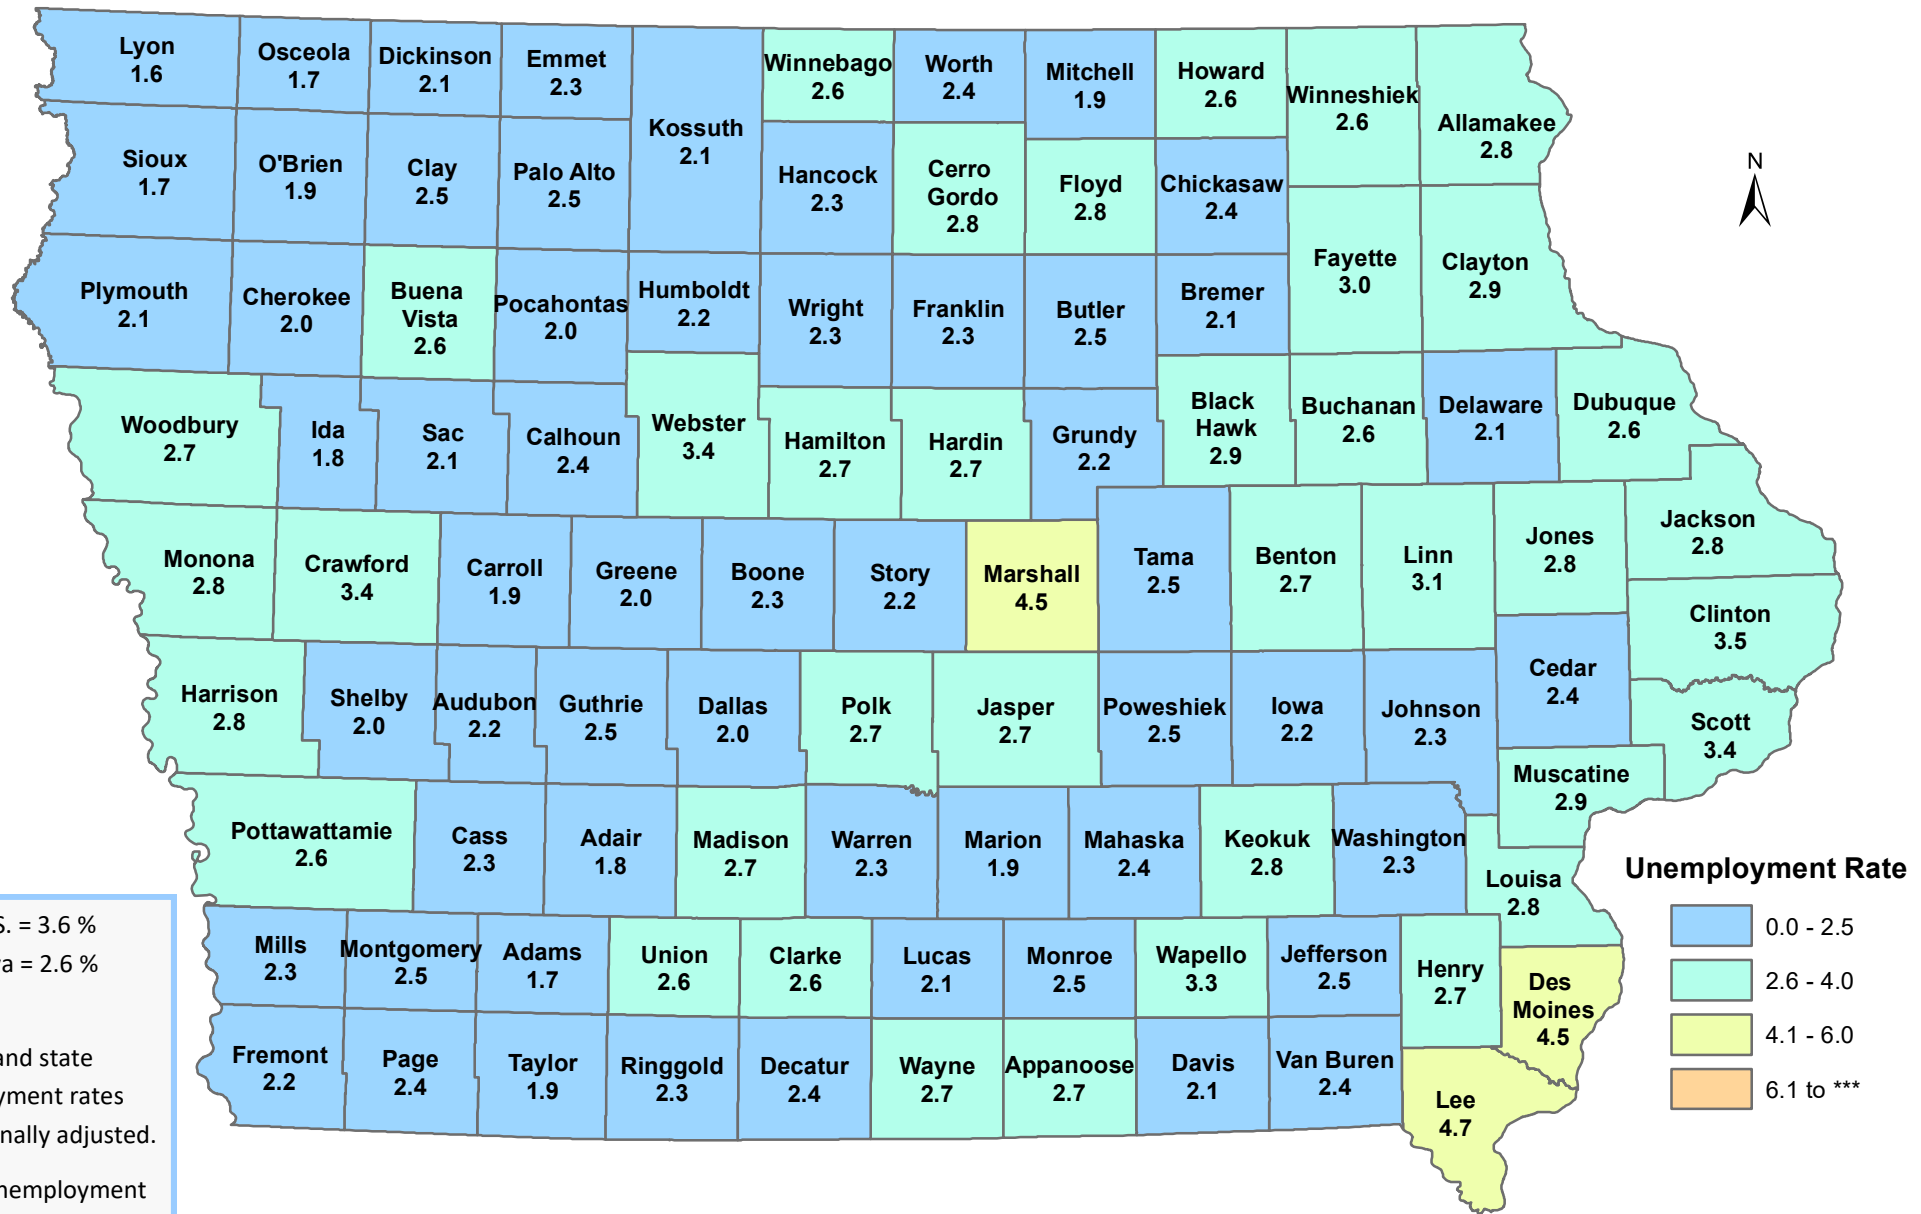 Lyon
1.6
Osceola
1.7
Dickinson
2.1
Emmet
2.3
Kossuth
2.1
Winnebago
2.6
Worth
2.4
Mitchell
1.9
Howard
2.6
Winneshiek
2.6
Allamakee
2.8
N
Sioux
1.7
O'Brien
1.9
Clay
2.5
Palo Alto
2.5
Hancock
2.3
Cerro
Gordo
2.8
Floyd
2.8
Chickasaw
2.4
Plymouth
2.1
Cherokee
2.0
Buena
Vista
2.6
Pocahontas
2.0
Humboldt
2.2
Wright
2.3
Franklin
2.3
Butler
2.5
Bremer
2.1
Fayette
3.0
Clayton
2.9
Woodbury
2.7
Ida
1.8
Sac
2.1
Calhoun
2.4
Webster
3.4
Hamilton
2.7
Hardin
2.7
Grundy
2.2
Black
Hawk
2.9
Buchanan
2.6
Delaware
2.1
Dubuque
2.6
Monona
2.8
Crawford
3.4
Carroll
1.9
Greene
2.0
Boone
2.3
Story
2.2
Marshall
4.5
Tama
2.5
Benton
2.7
Linn
3.1
Jones
2.8
Jackson
2.8
Clinton
3.5
Harrison
2.8
Shelby
2.0
Audubon
2.2
Guthrie
2.5
Dallas
2.0
Polk
2.7
Jasper
2.7
Poweshiek
2.5
Iowa
2.2
Johnson
2.3
Cedar
2.4
Scott
3.4
Muscatine
2.9
Pottawattamie
2.6
Cass
2.3
Adair
1.8
Madison
2.7
Warren
2.3
Marion
1.9
Mahaska
2.4
Keokuk
2.8
Washington
2.3
Louisa
2.8
Mills
2.3
Montgomery
2.5
Adams
1.7
Union
2.6
Clarke
2.6
Lucas
2.1
Monroe
2.5
Wapello
3.3
Jefferson
2.5
Henry
2.7
Des
Moines
4.5
Fremont
2.2
Page
2.4
Taylor
1.9
Ringgold
2.3
Decatur
2.4
Wayne
2.7
Appanoose
2.7
Davis
2.1
Van Buren
2.4
Lee
4.7
S. = 3.6 %
a = 2.6 %
and state
yment rates
nally adjusted.
nemployment
Unemployment Rate
0.0 - 2.5
2.6 - 4.0
4.1 - 6.0
6.1 to ***